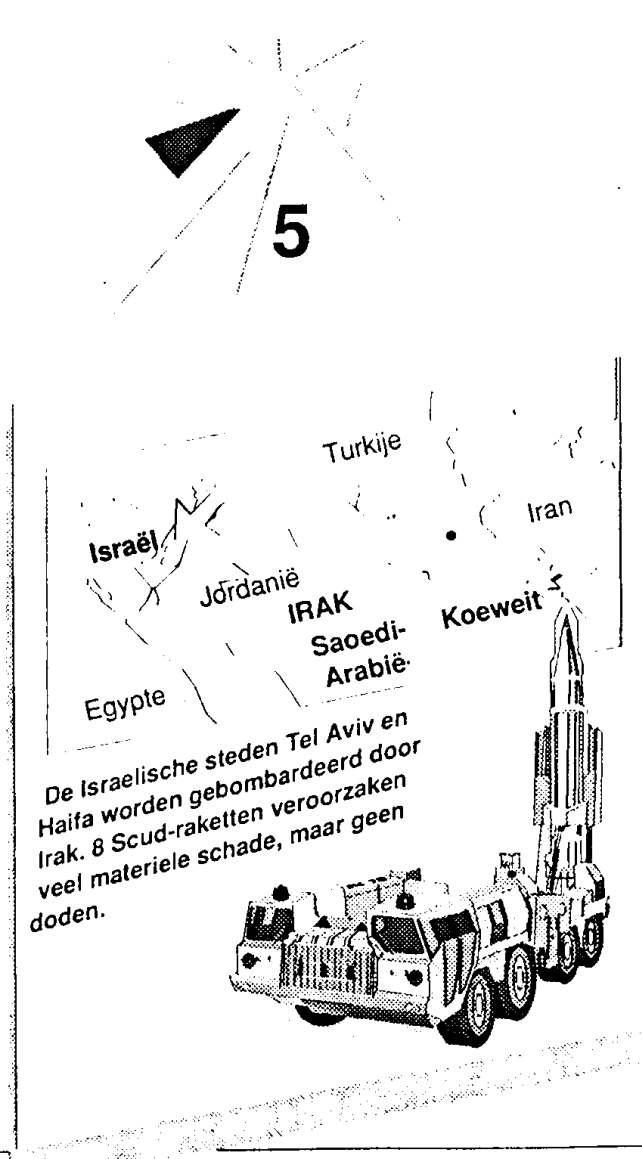 5
Turkije
Israël
Iran
Jordanië
IRAK
Koeweit
Saoedi-
Arabië
Egypte
De Israelische steden Tel Aviv en
Haifa worden gebombardeerd door
Irak. 8 Scud-raketten veroorzaken
veel materiele schade, maar geen
doden.